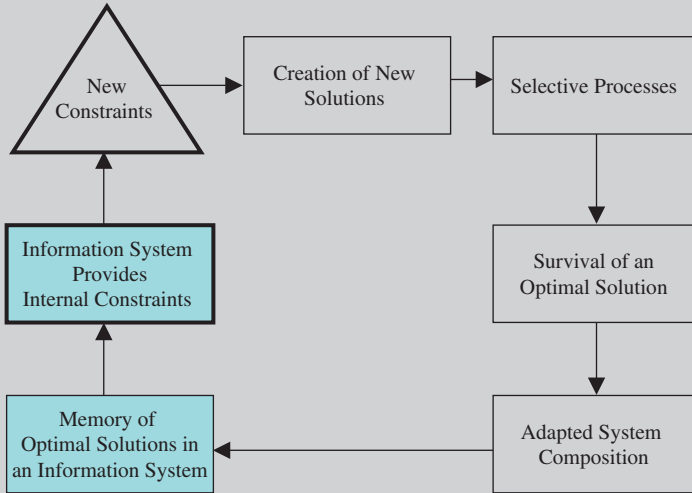 New
Constraints
Creation of New
Solutions
Selective Processes
Information System
Provides
Internal Constraints
Survival of an
Optimal Solution
Memory of
Optimal Solutions in
an Information System
Adapted System
Composition